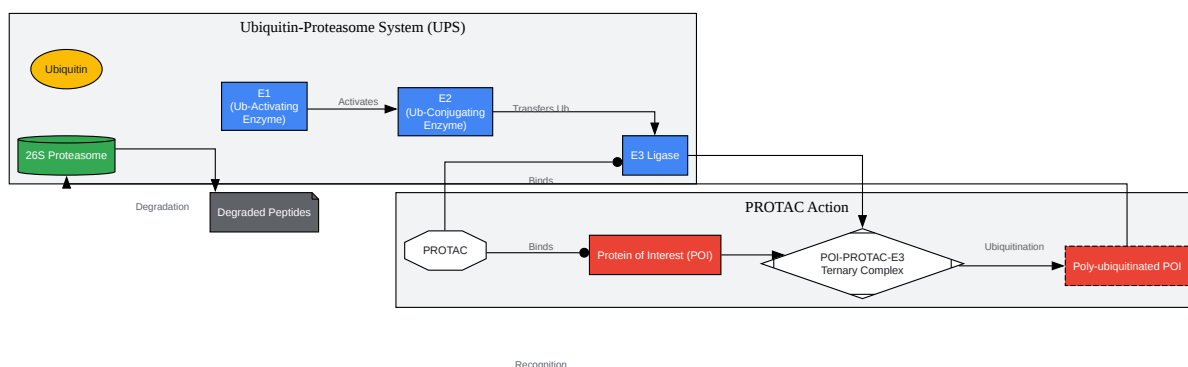 Ubiquitin-Proteasome System (UPS)
Ubiquitin
E1
(Ub-Activating
Enzyme)
Activates
E2
(Ub-Conjugating
Enzyme)
Transfers Ub
26S Proteasome
E3 Ligase
Binds
Degradation
Degraded Peptides
PROTAC Action
PROTAC
Binds
Protein of Interest (POI)
POI-PROTAC-E3
Ternary Complex
Ubiquitination
Poly-ubiquitinated POI
Recognition